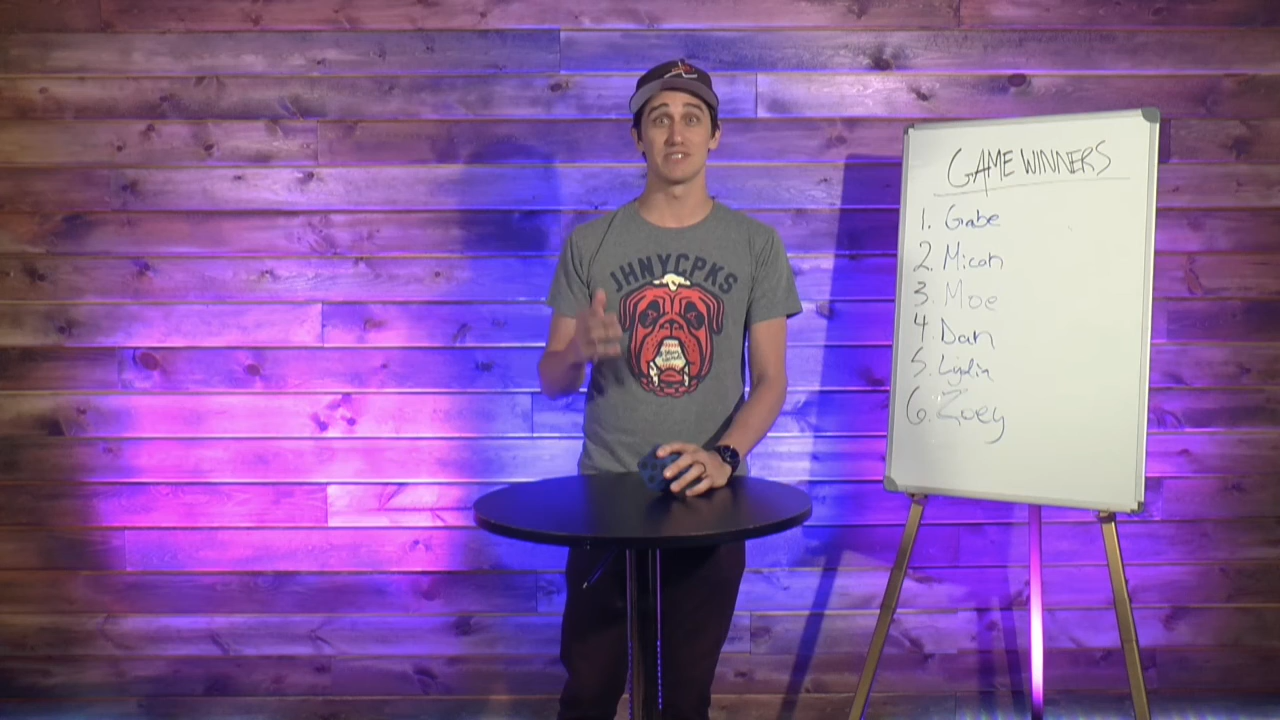 GAME WINNERS
1. Gabe
2. Micah
3. Moe
4 Dan
5. Lydia
6. Zoey
JHNYCPKS